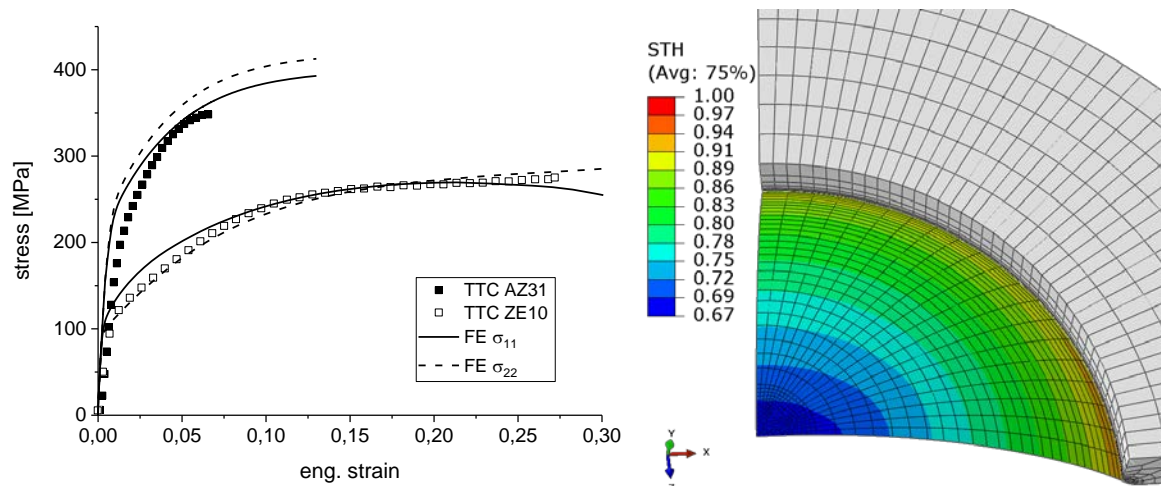 400
300
200
100
0
stress [MPa]
0,00
0,05
0,10
0,15
0,20
0,25
0,30
eng. strain
TTC AZ31
TTC ZE10
FE σ11
FE σ22
STH
(Avg: 75%)
1.00
0.97
0.94
0.91
0.89
0.86
0.83
0.80
0.78
0.75
0.72
0.69
0.67
Y
X